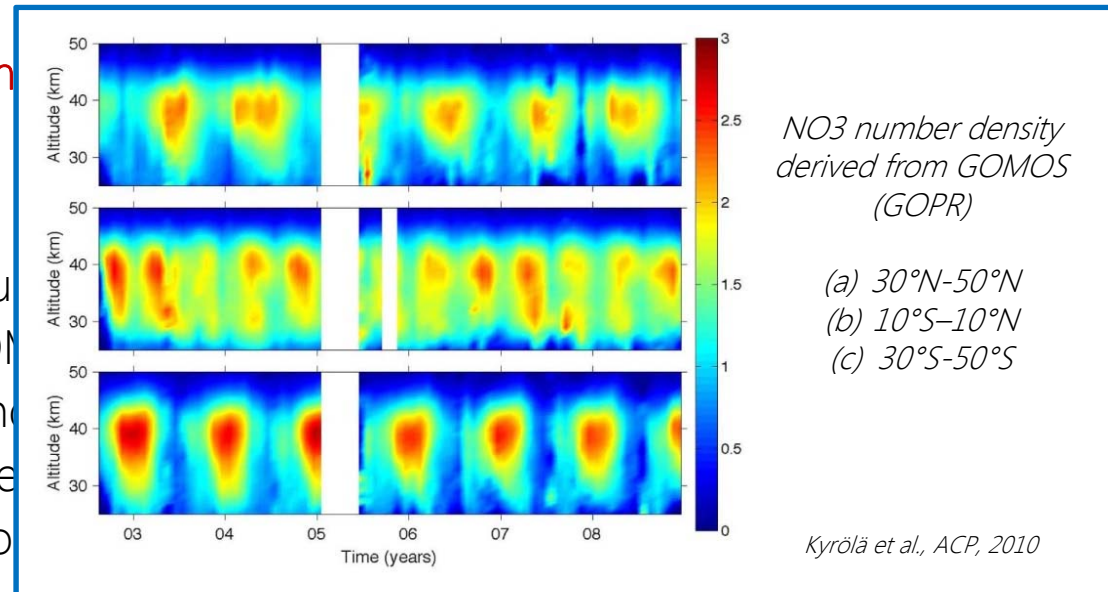 50
40
30
Altitude (km)
50
40
30
Altitude (km)
50
40
30
Altitude (km)
03 04 05 06 07 08
Time (years)
3
2.5
2
1.5
1
0.5
0
NO3 number density
derived from GOMOS
(GOPR)
(a) 30°N-50°N
(b) 10°S–10°N
(c) 30°S-50°S
Kyrölä et al., ACP, 2010